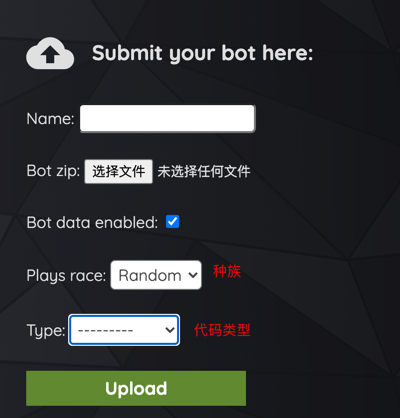 Submit your bot here:
Name:
Bot zip: 选择文件 未选择任何文件
Bot data enabled:
Plays race: Random 种族
Type: --------- 代码类型
Upload